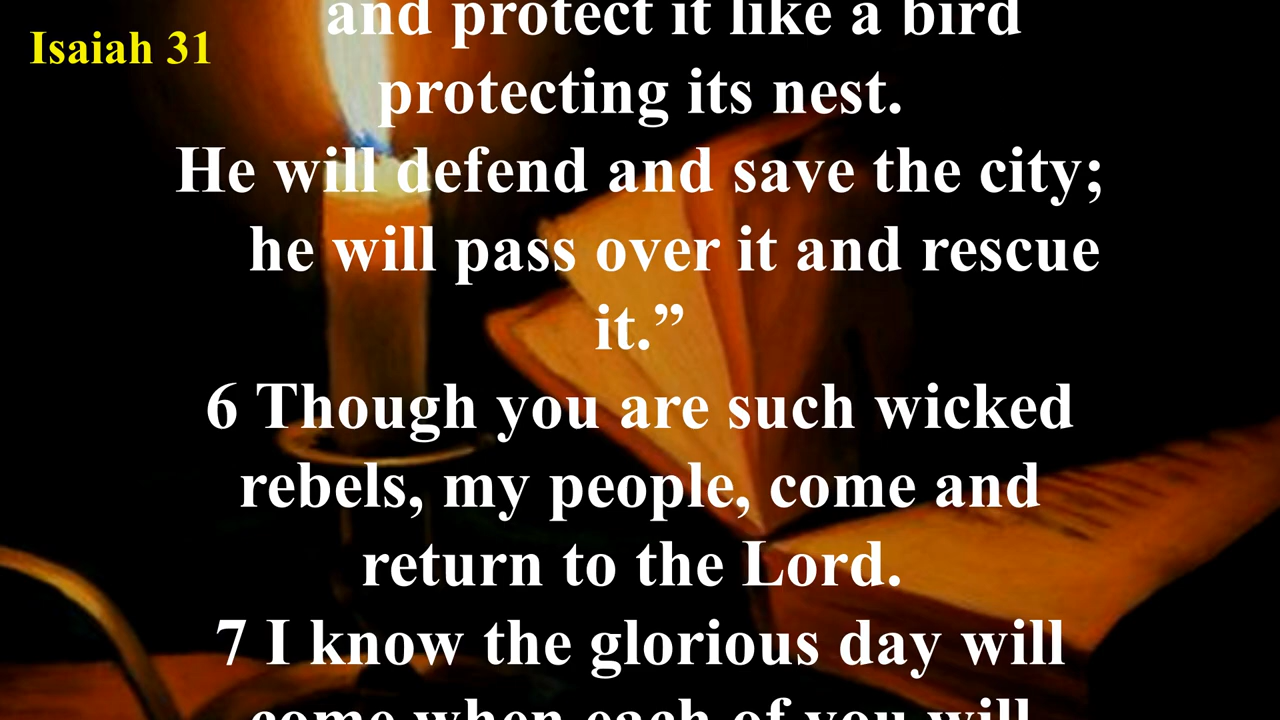 Isaiah 31
and protect it like a bird
protecting its nest.
He will defend and save the city;
he will pass over it and rescue
it.”
6 Though you are such wicked
rebels, my people, come and
return to the Lord.
7 I know the glorious day will
come when each of you will